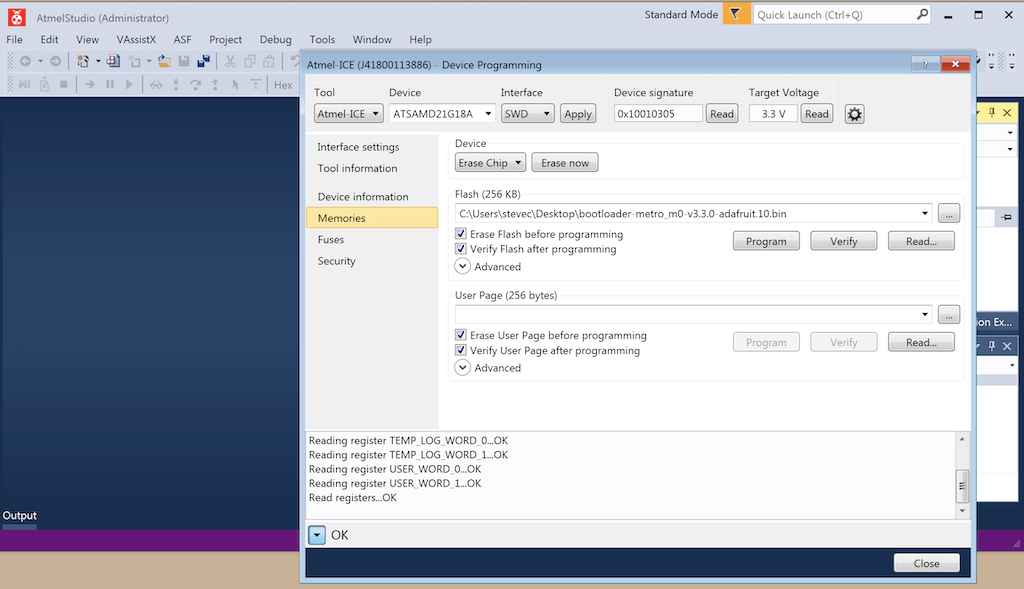 AtmelStudio (Administrator)
Standard Mode
Quick Launch (Ctrl+Q)
File Edit View VAssistX ASF Project Debug Tools Window Help
Hex
Atmel-ICE (J41800113886) - Device Programming
Tool Device Interface Device signature Target Voltage
Atmel-ICE ATSAMD21G18A SWD Apply 0x10010305 Read 3.3 V Read
Interface settings
Tool information
Device information
Memories
Fuses
Security
Device
Erase Chip Erase now
Flash (256 KB)
C:\Users\stevec\Desktop\bootloader-metro_m0-v3.3.0-adafruit.10.bin ...
Erase Flash before programming
Verify Flash after programming
Program Verify Read...
Advanced
User Page (256 bytes)
...
Erase User Page before programming
Verify User Page after programming
Program Verify Read...
Advanced
ion Ex...
Reading register TEMP_LOG_WORD_0...OK
Reading register TEMP_LOG_WORD_1...OK
Reading register USER_WORD_0...OK
Reading register USER_WORD_1...OK
Read registers...OK
Output
OK
Close